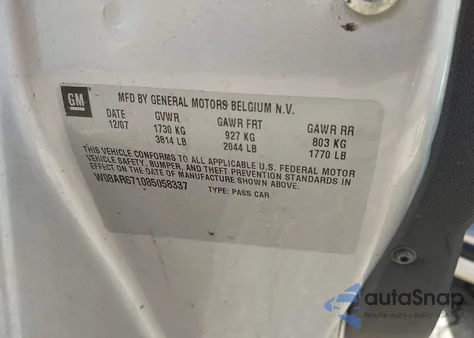 GM
MFD BY GENERAL MOTORS BELGIUM N.V.
DATE GVWR GAWR FRT GAWR RR
12/07 1730 KG 927 KG 803 KG
3814 LB 2044 LB 1770 LB
THIS VEHICLE CONFORMS TO ALL APPLICABLE U.S. FEDERAL MOTOR
VEHICLE SAFETY, BUMPER, AND THEFT PREVENTION STANDARDS IN
EFFECT ON THE DATE OF MANUFACTURE SHOWN ABOVE.
W08AR671085058337 TYPE: PASS CAR
autoSnap